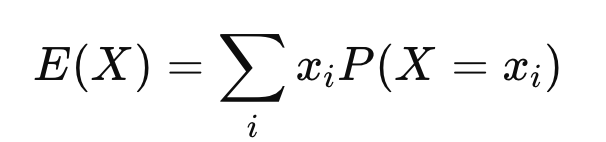 E(X) = ∑_i x_i P(X = x_i)